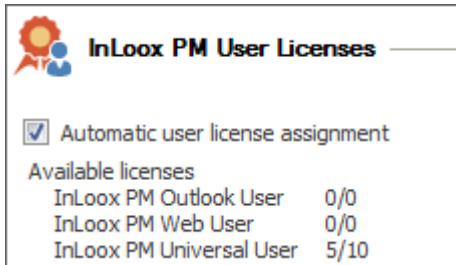 InLoox PM User Licenses
Automatic user license assignment
Available licenses
InLoox PM Outlook User 0/0
InLoox PM Web User 0/0
InLoox PM Universal User 5/10